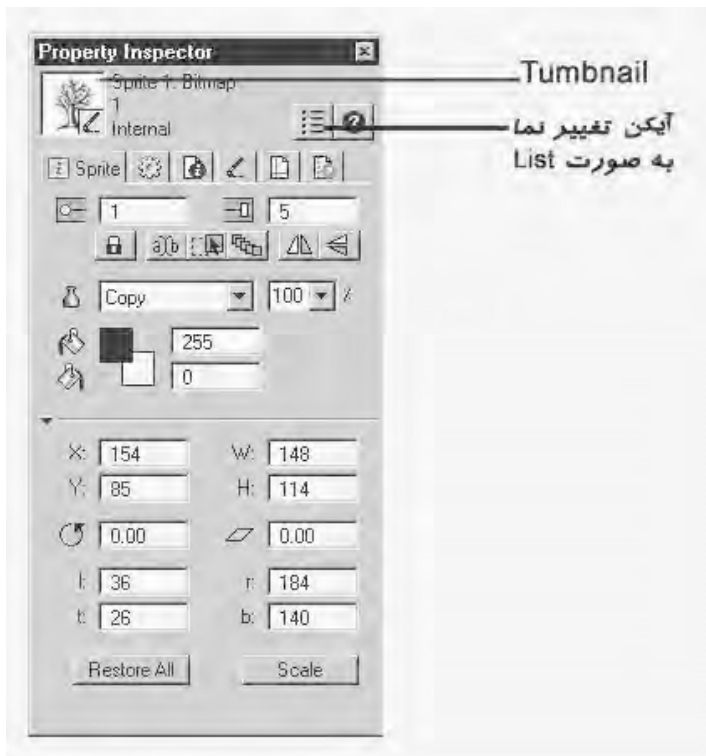 Property Inspector
Sprite 1: Bitmap
1
Internal
Tumbnail
آیکن تغییر نما
به صورت List
Sprite
1 5
a)b
Copy 100 %
255
0
X: 154 W: 148
Y: 85 H: 114
0.00 0.00
l: 36 r: 184
t: 26 b: 140
Restore All Scale